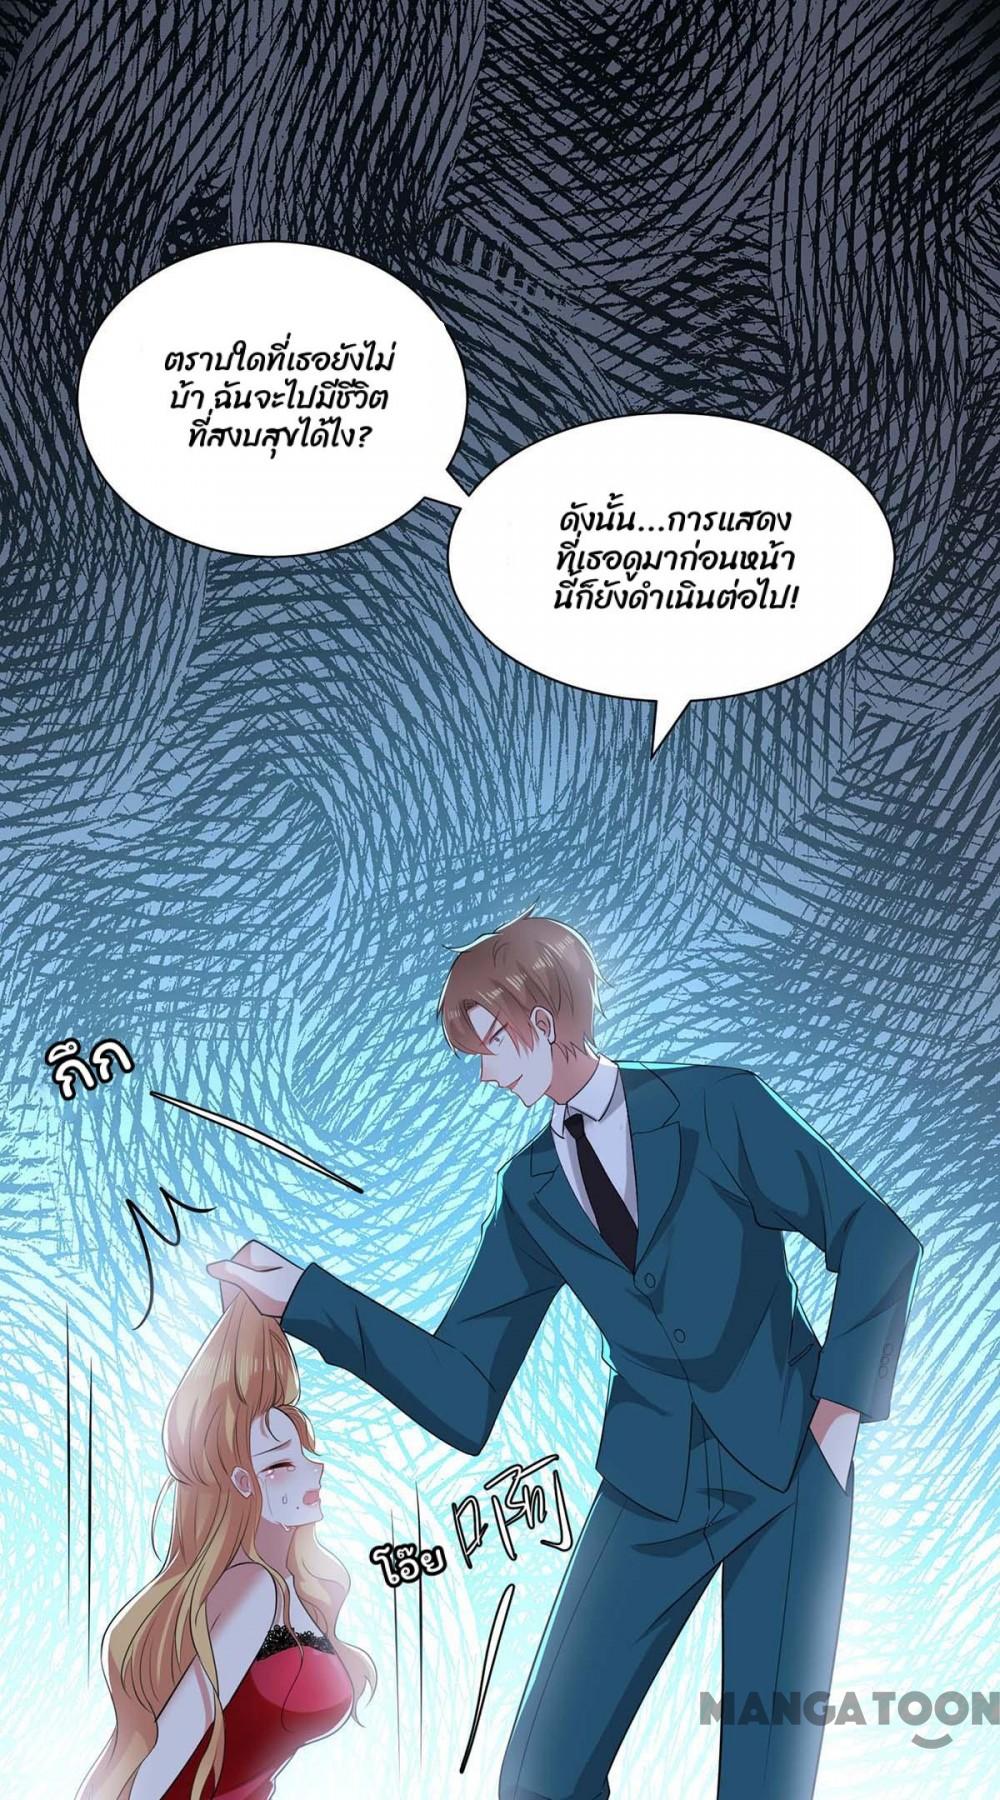 ตราบใดที่เธอยังไม่
บ้า ฉันจะไปมีชีวิต
ที่สงบสุขได้ไง?
ดังนั้น...การแสดง
ที่เธอดูมาก่อนหน้า
นี้ก็ยังดำเนินต่อไป!
กึก
โอ๊ย
啊
MANGATOON